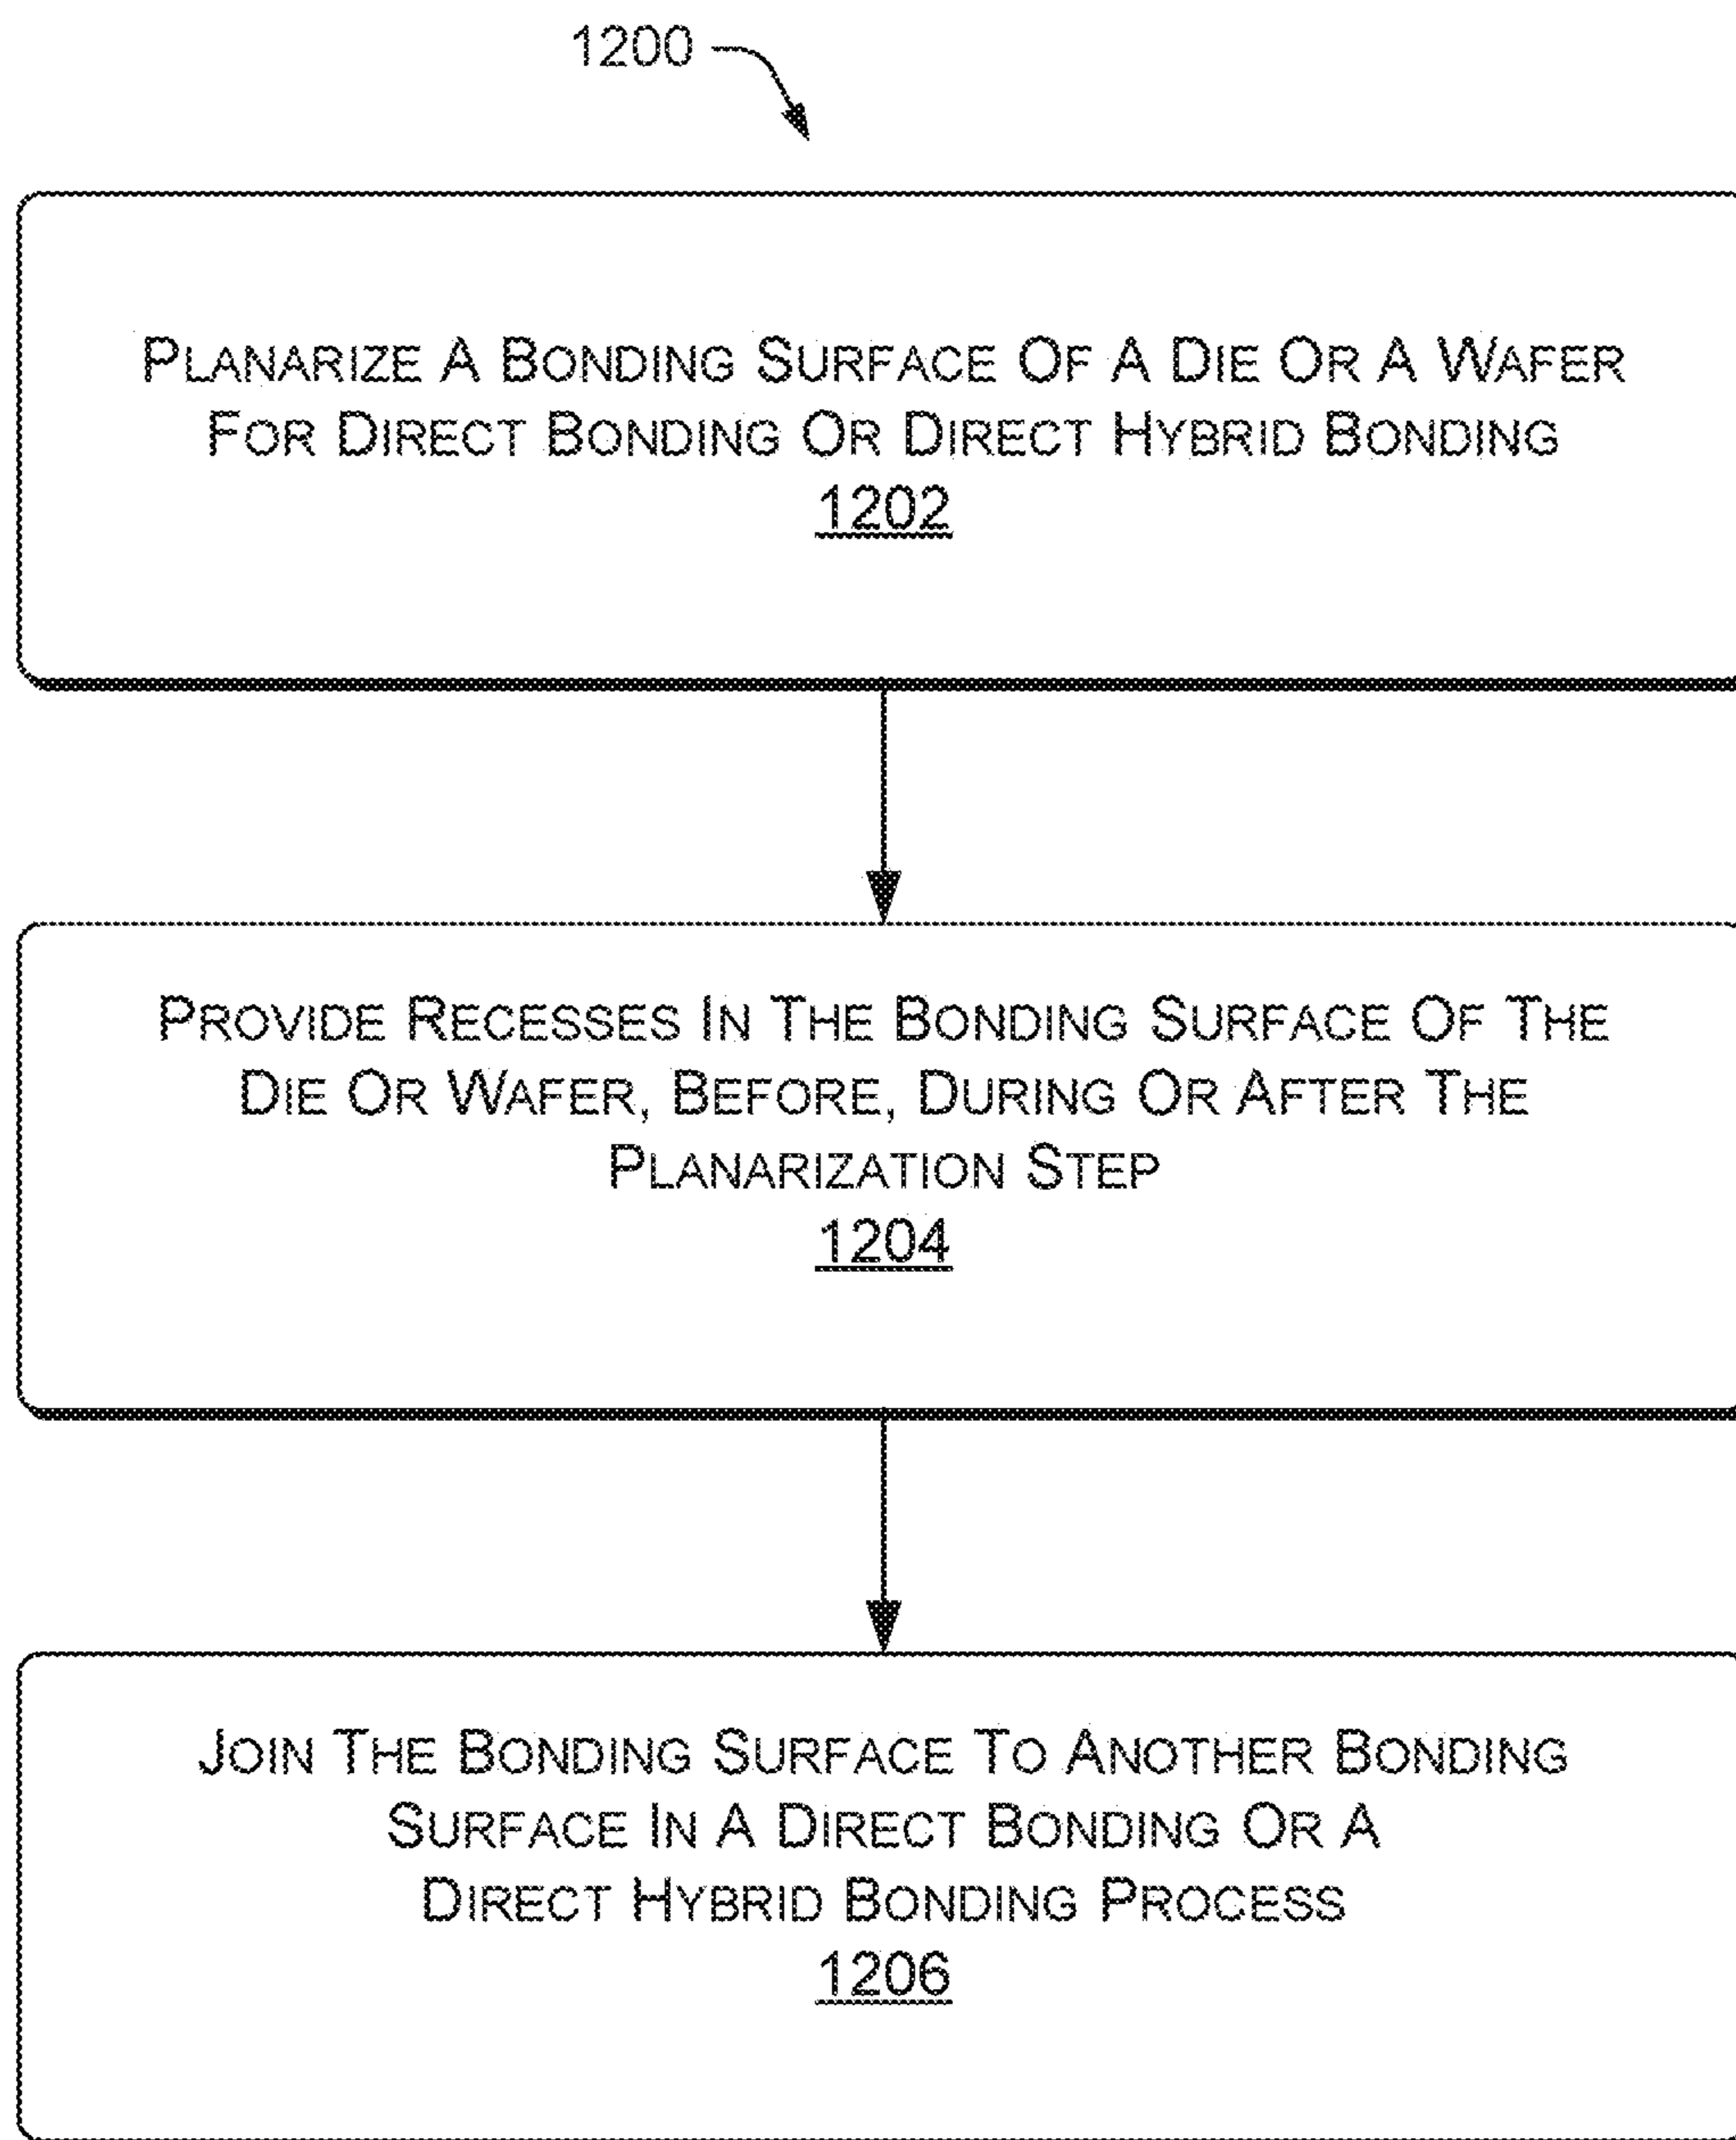 1200
PLANARIZE A BONDING SURFACE OF A DIE OR A WAFER
FOR DIRECT BONDING OR DIRECT HYBRID BONDING
1202
PROVIDE RECESSES IN THE BONDING SURFACE OF THE
DIE OR WAFER, BEFORE, DURING OR AFTER THE
PLANARIZATION STEP
1204
JOIN THE BONDING SURFACE TO ANOTHER BONDING
SURFACE IN A DIRECT BONDING OR A
DIRECT HYBRID BONDING PROCESS
1206